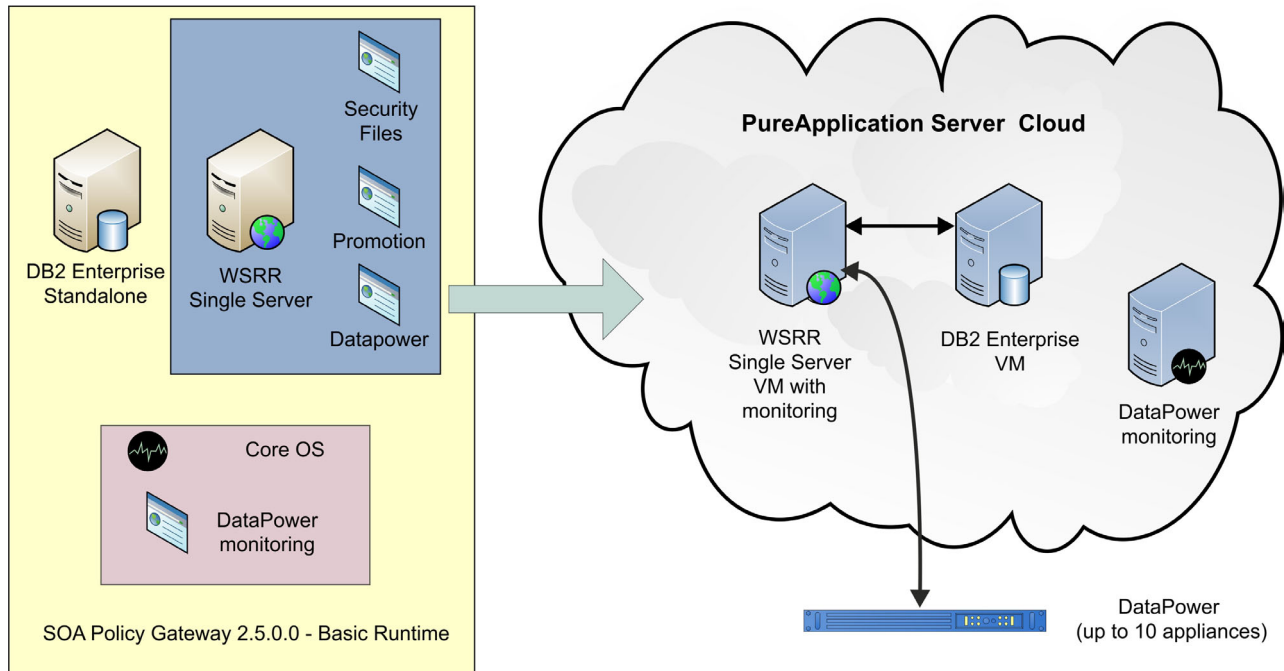 Security
Files
DB2 Enterprise
Standalone
WSRR
Single Server
Promotion
Datapower
Core OS
DataPower
monitoring
SOA Policy Gateway 2.5.0.0 - Basic Runtime
PureApplication Server Cloud
WSRR
Single Server
VM with
monitoring
DB2 Enterprise
VM
DataPower
monitoring
DataPower
(up to 10 appliances)